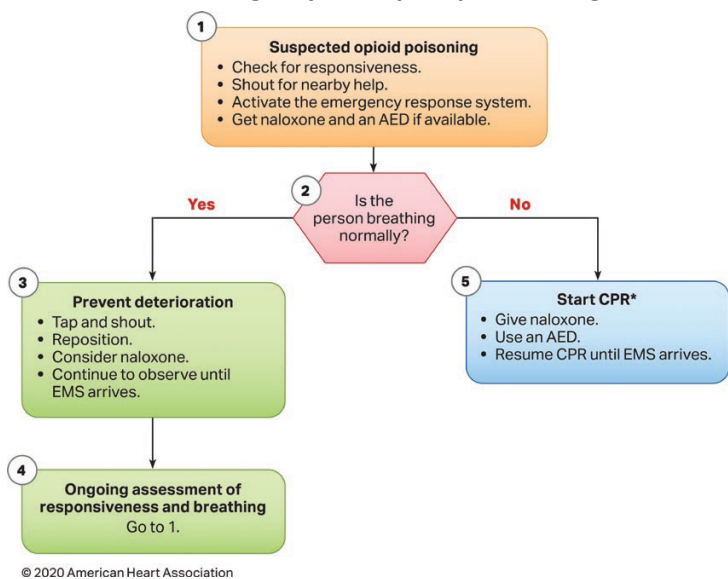 1
Suspected opioid poisoning
• Check for responsiveness.
• Shout for nearby help.
• Activate the emergency response system.
• Get naloxone and an AED if available.
2
Is the
person breathing
normally?
Yes
No
3
Prevent deterioration
• Tap and shout.
• Reposition.
• Consider naloxone.
• Continue to observe until
EMS arrives.
5
Start CPR*
• Give naloxone.
• Use an AED.
• Resume CPR until EMS arrives.
4
Ongoing assessment of
responsiveness and breathing
Go to 1.
© 2020 American Heart Association